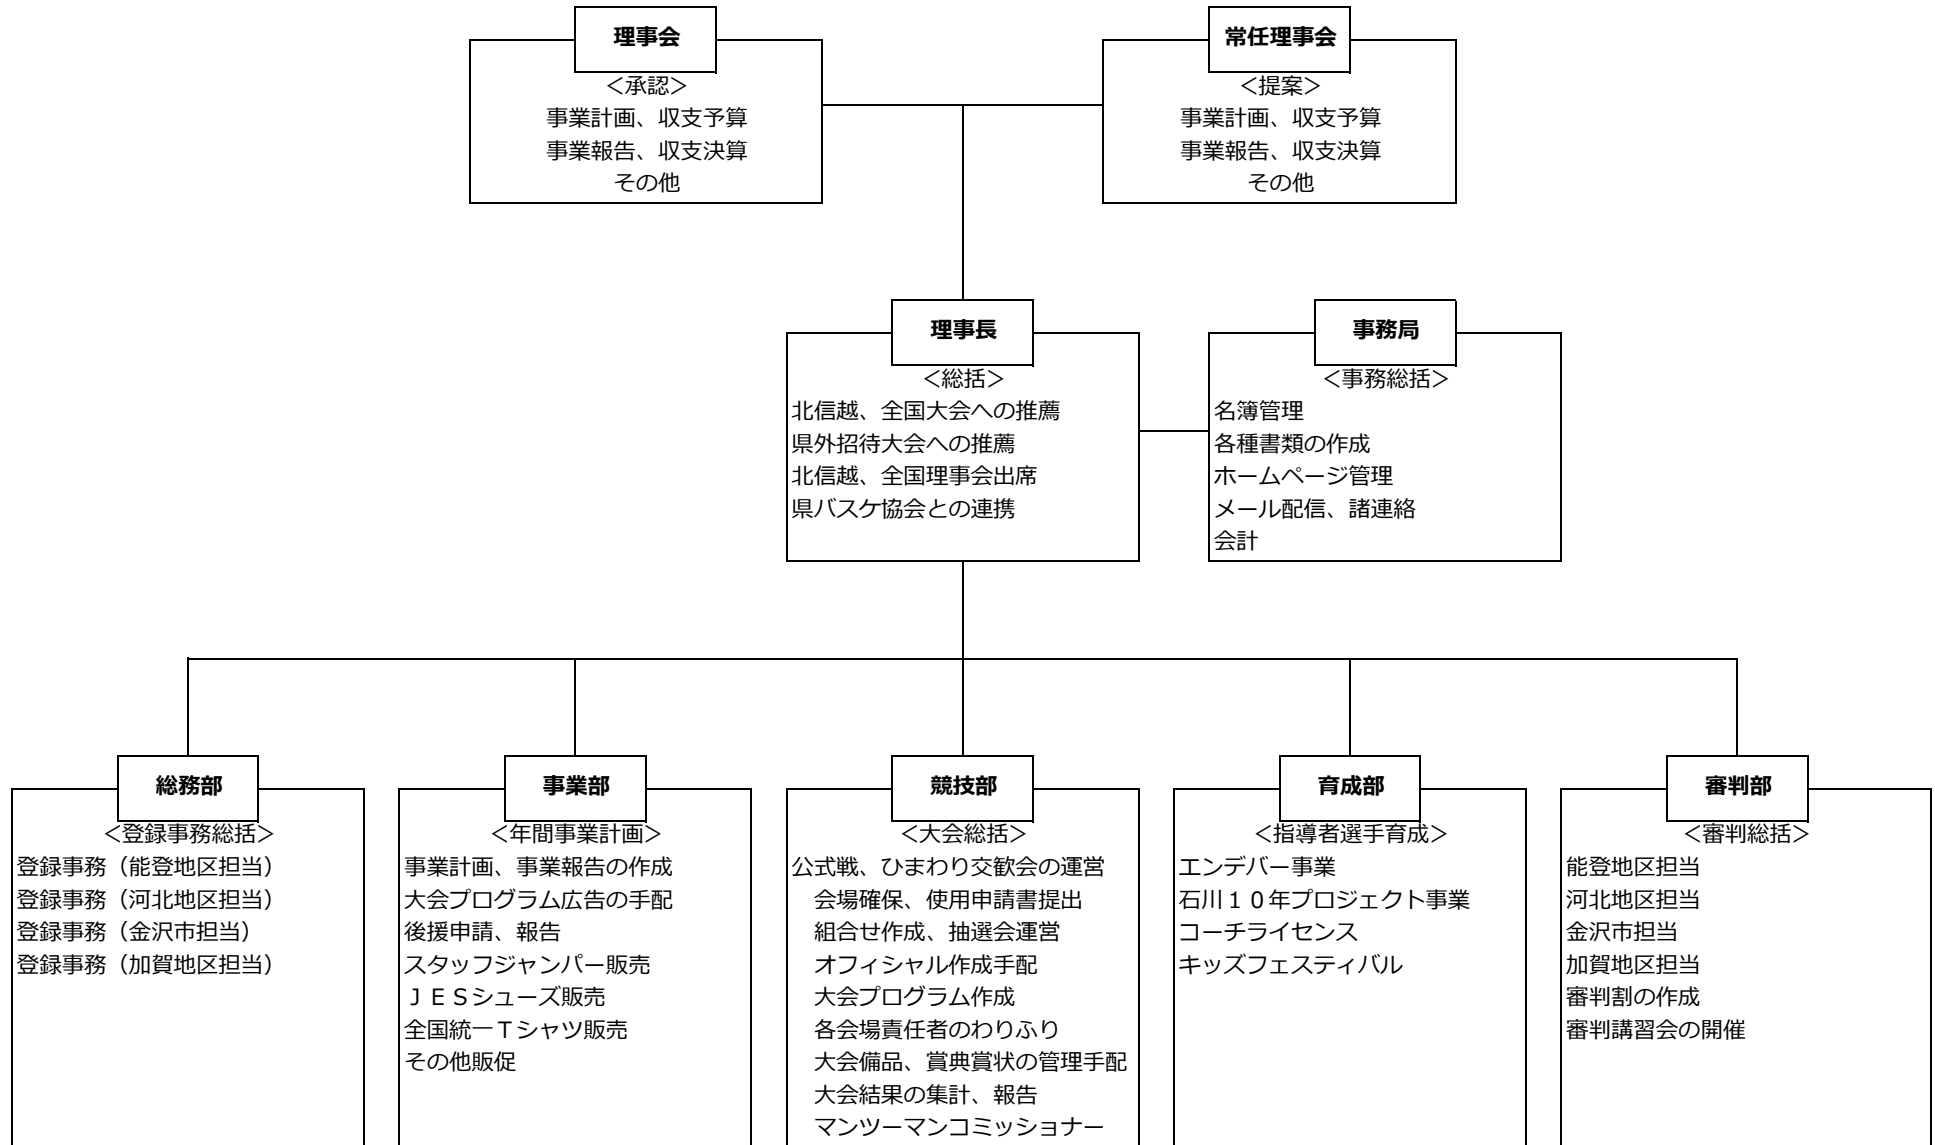 理事会
<承認>
事業計画、収支予算
事業報告、収支決算
その他
常任理事会
<提案>
事業計画、収支予算
事業報告、収支決算
その他
理事長
<総括>
北信越、全国大会への推薦
県外招待大会への推薦
北信越、全国理事会出席
県バスケ協会との連携
事務局
<事務総括>
名簿管理
各種書類の作成
ホームページ管理
メール配信、諸連絡
会計
総務部
<登録事務総括>
登録事務（能登地区担当）
登録事務（河北地区担当）
登録事務（金沢市担当）
登録事務（加賀地区担当）
事業部
<年間事業計画>
事業計画、事業報告の作成
大会プログラム広告の手配
後援申請、報告
スタッフジャンパー販売
ＪＥＳシューズ販売
全国統一Ｔシャツ販売
その他販促
競技部
<大会総括>
公式戦、ひまわり交歓会の運営
会場確保、使用申請書提出
組合せ作成、抽選会運営
オフィシャル作成手配
大会プログラム作成
各会場責任者のわりふり
大会備品、賞典賞状の管理手配
大会結果の集計、報告
マンツーマンコミッショナー
育成部
<指導者選手育成>
エンデバー事業
石川１０年プロジェクト事業
コーチライセンス
キッズフェスティバル
審判部
<審判総括>
能登地区担当
河北地区担当
金沢市担当
加賀地区担当
審判割の作成
審判講習会の開催